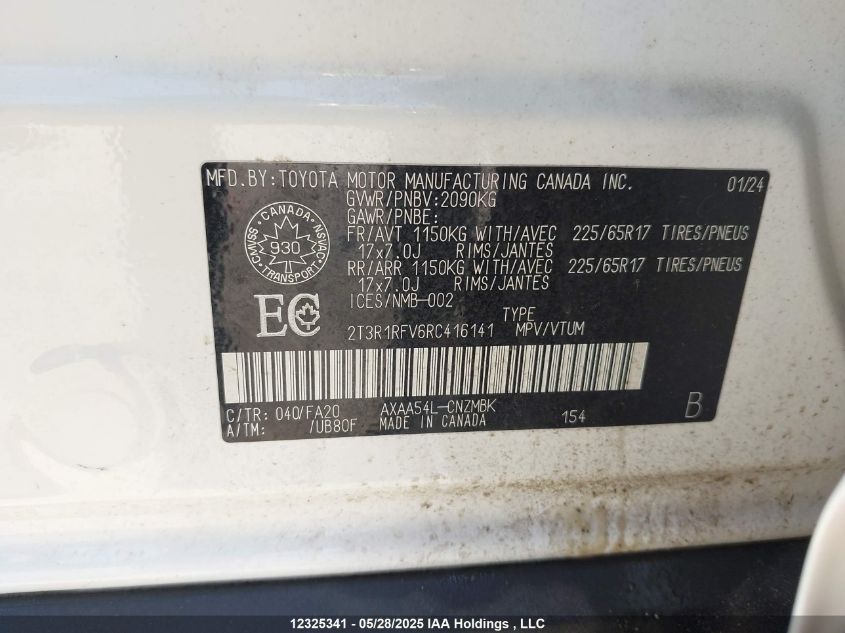 MFD.BY:TOYOTA MOTOR MANUFACTURING CANADA INC. 01/24
GVWR/PNBV:2090KG
GAWR/PNBE:
FR/AVT 1150KG WITH/AVEC 225/65R17 TIRES/PNEUS
17x7.0J RIMS/JANTES
RR/ARR 1150KG WITH/AVEC 225/65R17 TIRES/PNEUS
17x7.0J RIMS/JANTES
ICES/NMB-002
CANADA
CMVSS
930
NSVAC
TRANSPORT
EC
TYPE
2T3R1RFV6RC416141 MPV/VTUM
C/TR: 040/FA20 AXAA54L-CNZMBK
A/TM: /UB80F MADE IN CANADA 154 B
12325341 - 05/28/2025 IAA Holdings , LLC